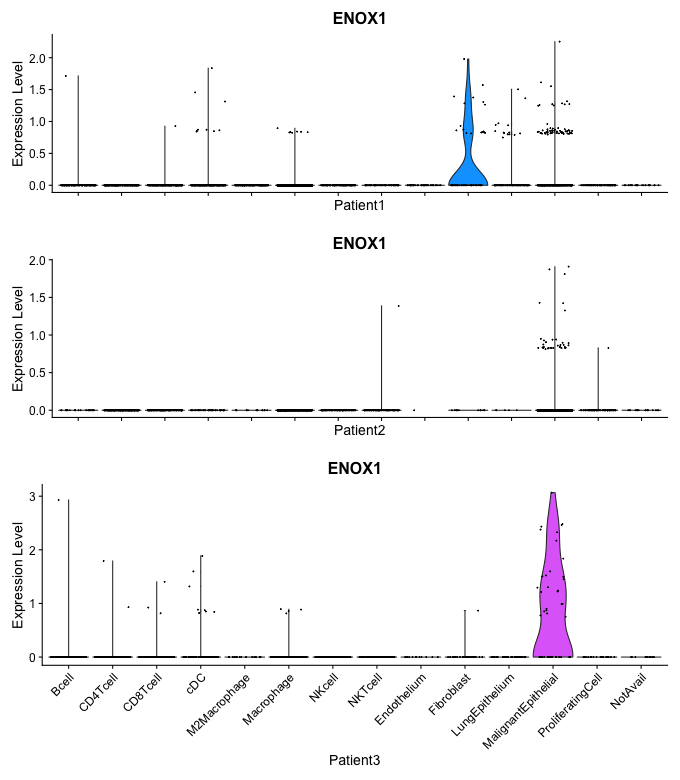 ENOX1
Expression Level
2.0
1.5
1.0
0.5
0.0
Patient1
ENOX1
Expression Level
2.0
1.5
1.0
0.5
0.0
Patient2
ENOX1
Expression Level
3
2
1
0
Bcell
CD4Tcell
CD8Tcell
cDC
M2Macrophage
Macrophage
NKcell
NKTcell
Endothelium
Fibroblast
LungEpithelium
MalignantEpithelial
ProliferatingCell
NotAvail
Patient3